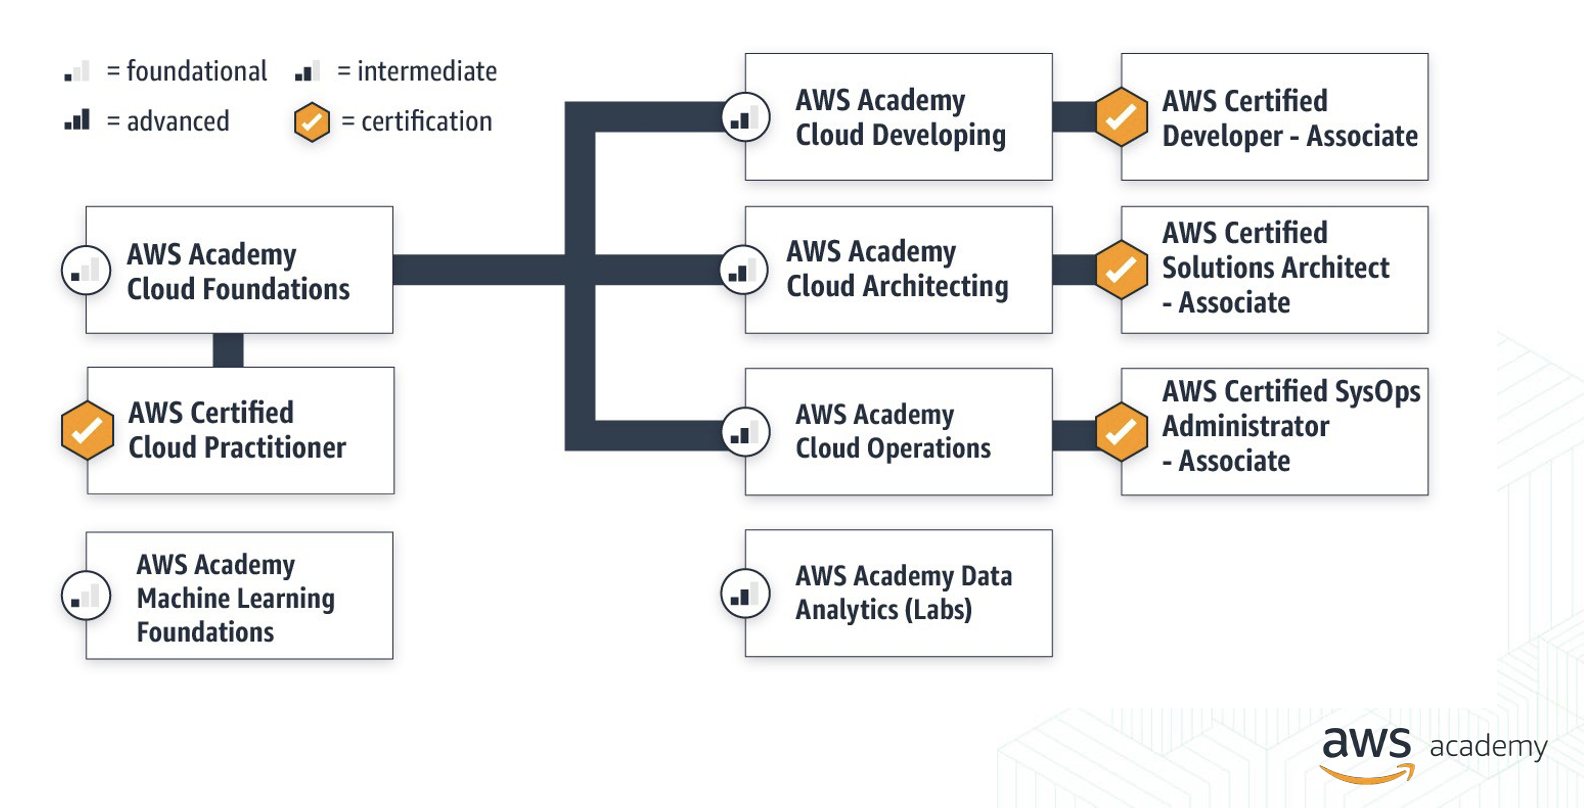 = foundational
= intermediate
= advanced
= certification
AWS Academy
Cloud Foundations
AWS Certified
Cloud Practitioner
AWS Academy
Machine Learning
Foundations
AWS Academy
Cloud Developing
AWS Certified
Developer - Associate
AWS Academy
Cloud Architecting
AWS Certified
Solutions Architect
- Associate
AWS Academy
Cloud Operations
AWS Certified SysOps
Administrator
- Associate
AWS Academy Data
Analytics (Labs)
aws academy